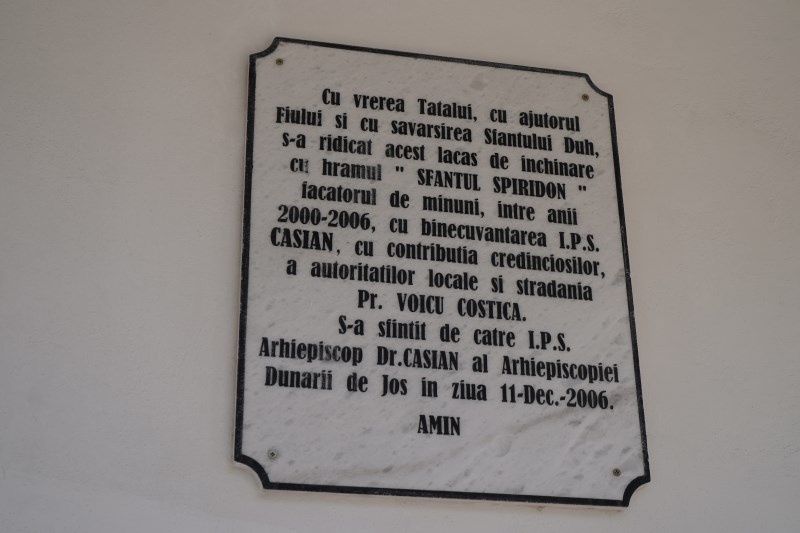 Cu vrerea Tatalui, cu ajutorul
Fiului si cu savarsirea Sfantului Duh,
s-a ridicat acest lacas de inchinare
cu hramul " SFANTUL SPIRIDON "
facatorul de minuni, intre anii
2000-2006, cu binecuvantarea I.P.S.
CASIAN, cu contributia credinciosilor,
a autoritatilor locale si stradania
Pr. VOICU COSTICA.
S-a sfintit de catre I.P.S.
Arhiepiscop Dr.CASIAN al Arhiepiscopiei
Dunarii de Jos in ziua 11-Dec.-2006.
AMIN